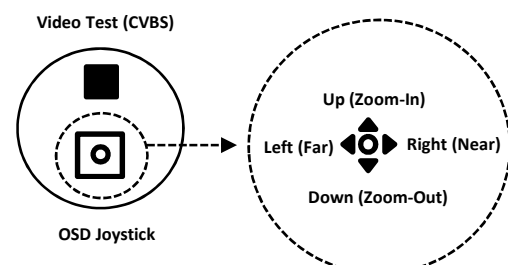 Video Test (CVBS)
Up (Zoom-In)
Left (Far)
Right (Near)
Down (Zoom-Out)
OSD Joystick